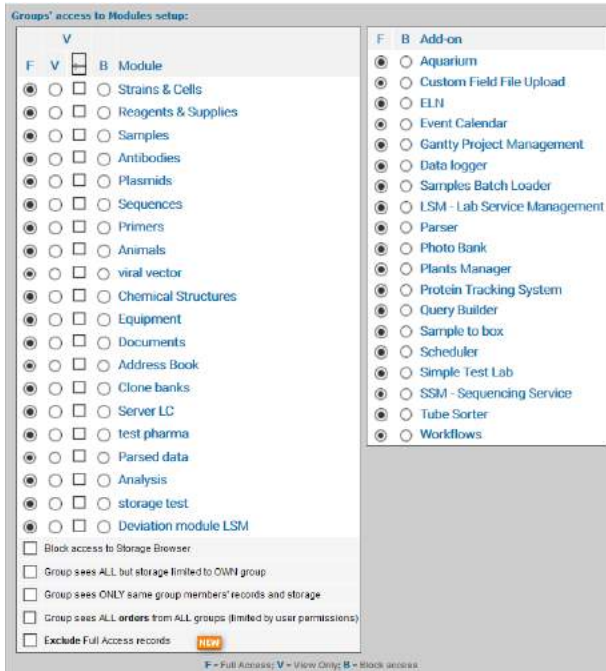 Groups' access to Modules setup:
V
F V B Module
Strains & Cells
Reagents & Supplies
Samples
Antibodies
Plasmids
Sequences
Primers
Animals
viral vector
Chemical Structures
Equipment
Documents
Address Book
Clone banks
Server LC
test pharma
Parsed data
Analysis
storage test
Deviation module LSM
Block access to Storage Browser
Group sees ALL but storage limited to OWN group
Group sees ONLY same group members' records and storage
Group sees ALL orders from ALL groups (limited by user permissions)
Exclude Full Access records NEW
F B Add-on
Aquarium
Custom Field File Upload
ELN
Event Calendar
Gantty Project Management
Data logger
Samples Batch Loader
LSM - Lab Service Management
Parser
Photo Bank
Plants Manager
Protein Tracking System
Query Builder
Sample to box
Scheduler
Simple Test Lab
SSM - Sequencing Service
Tube Sorter
Workflows
F - Full Access; V - View Only; B - Block access